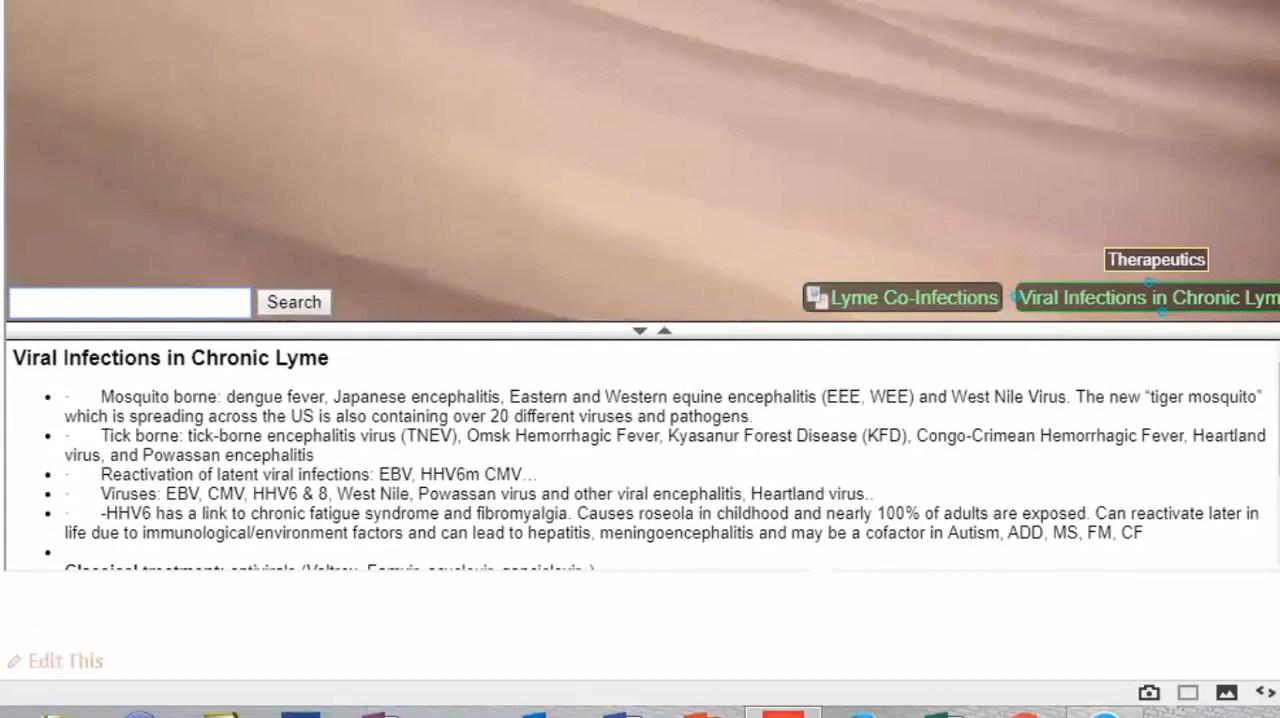 Therapeutics
Search
Lyme Co-Infections
Viral Infections in Chronic Lym
Viral Infections in Chronic Lyme
• · Mosquito borne: dengue fever, Japanese encephalitis, Eastern and Western equine encephalitis (EEE, WEE) and West Nile Virus. The new “tiger mosquito”
which is spreading across the US is also containing over 20 different viruses and pathogens.
• · Tick borne: tick-borne encephalitis virus (TNEV), Omsk Hemorrhagic Fever, Kyasanur Forest Disease (KFD), Congo-Crimean Hemorrhagic Fever, Heartland
virus, and Powassan encephalitis
• · Reactivation of latent viral infections: EBV, HHV6m CMV…
• · Viruses: EBV, CMV, HHV6 & 8, West Nile, Powassan virus and other viral encephalitis, Heartland virus..
• · -HHV6 has a link to chronic fatigue syndrome and fibromyalgia. Causes roseola in childhood and nearly 100% of adults are exposed. Can reactivate later in
life due to immunological/environment factors and can lead to hepatitis, meningoencephalitis and may be a cofactor in Autism, ADD, MS, FM, CF
•
Classical treatment: antivirals (Valtrex, Famvir, acyclovir, ganciclovir..)
Edit This